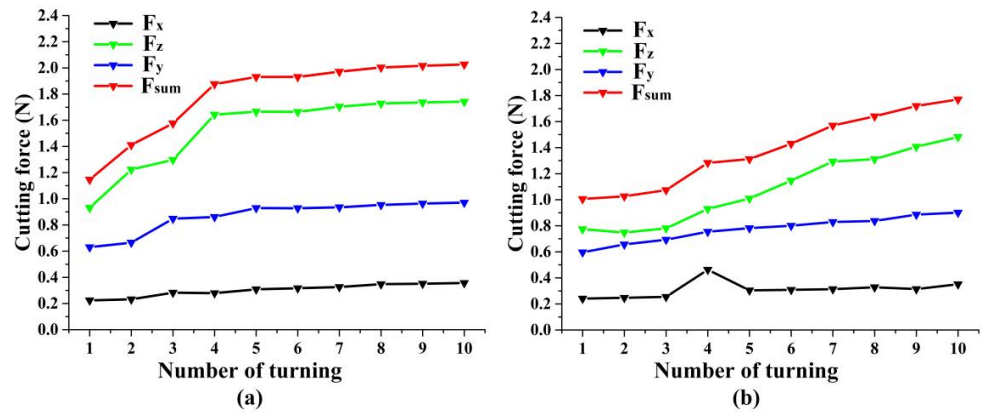 2.4
2.2
2.0
1.8
1.6
1.4
1.2
1.0
0.8
0.6
0.4
0.2
0.0
Cutting force (N)
Fx
Fz
Fy
Fsum
1 2 3 4 5 6 7 8 9 10
Number of turning
(a)
2.4
2.2
2.0
1.8
1.6
1.4
1.2
1.0
0.8
0.6
0.4
0.2
0.0
Cutting force (N)
Fx
Fz
Fy
Fsum
1 2 3 4 5 6 7 8 9 10
Number of turning
(b)